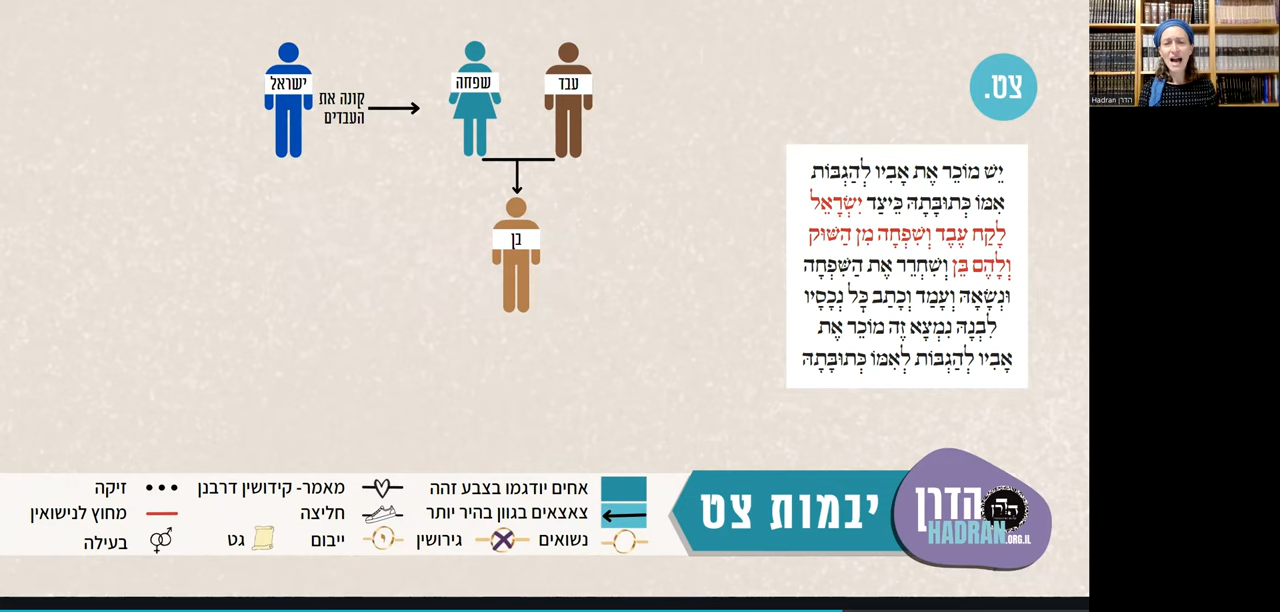 ישראל
קונה את
העבדים
שפחה
עבד
בן
צט.
יֵשׁ מוֹכֵר אֶת אָבִיו לְהַגְבּוֹת
אִמּוֹ כְּתוּבָּתָהּ כֵּיצַד יִשְׂרָאֵל
לָקַח עֶבֶד וְשִׁפְחָה מִן הַשּׁוּק
וְלָהֶם בֵּן וְשִׁחְרֵר אֶת הַשִּׁפְחָה
וּנְשָׂאָהּ וְעָמַד וְכָתַב כׇּל נְכָסָיו
לִבְנָהּ נִמְצָא זֶה מוֹכֵר אֶת
אָבִיו לְהַגְבּוֹת לְאִמּוֹ כְּתוּבָּתָהּ
Hadran הדרן
אחים יודגמו בצבע זהה
צאצאים בגוון בהיר יותר
נשואים
גירושין
מאמר- קידושין דרבנן
חליצה
ייבום
גט
זיקה
מחוץ לנישואין
בעילה
יבמות צט
הדרן
HADRAN.ORG.IL